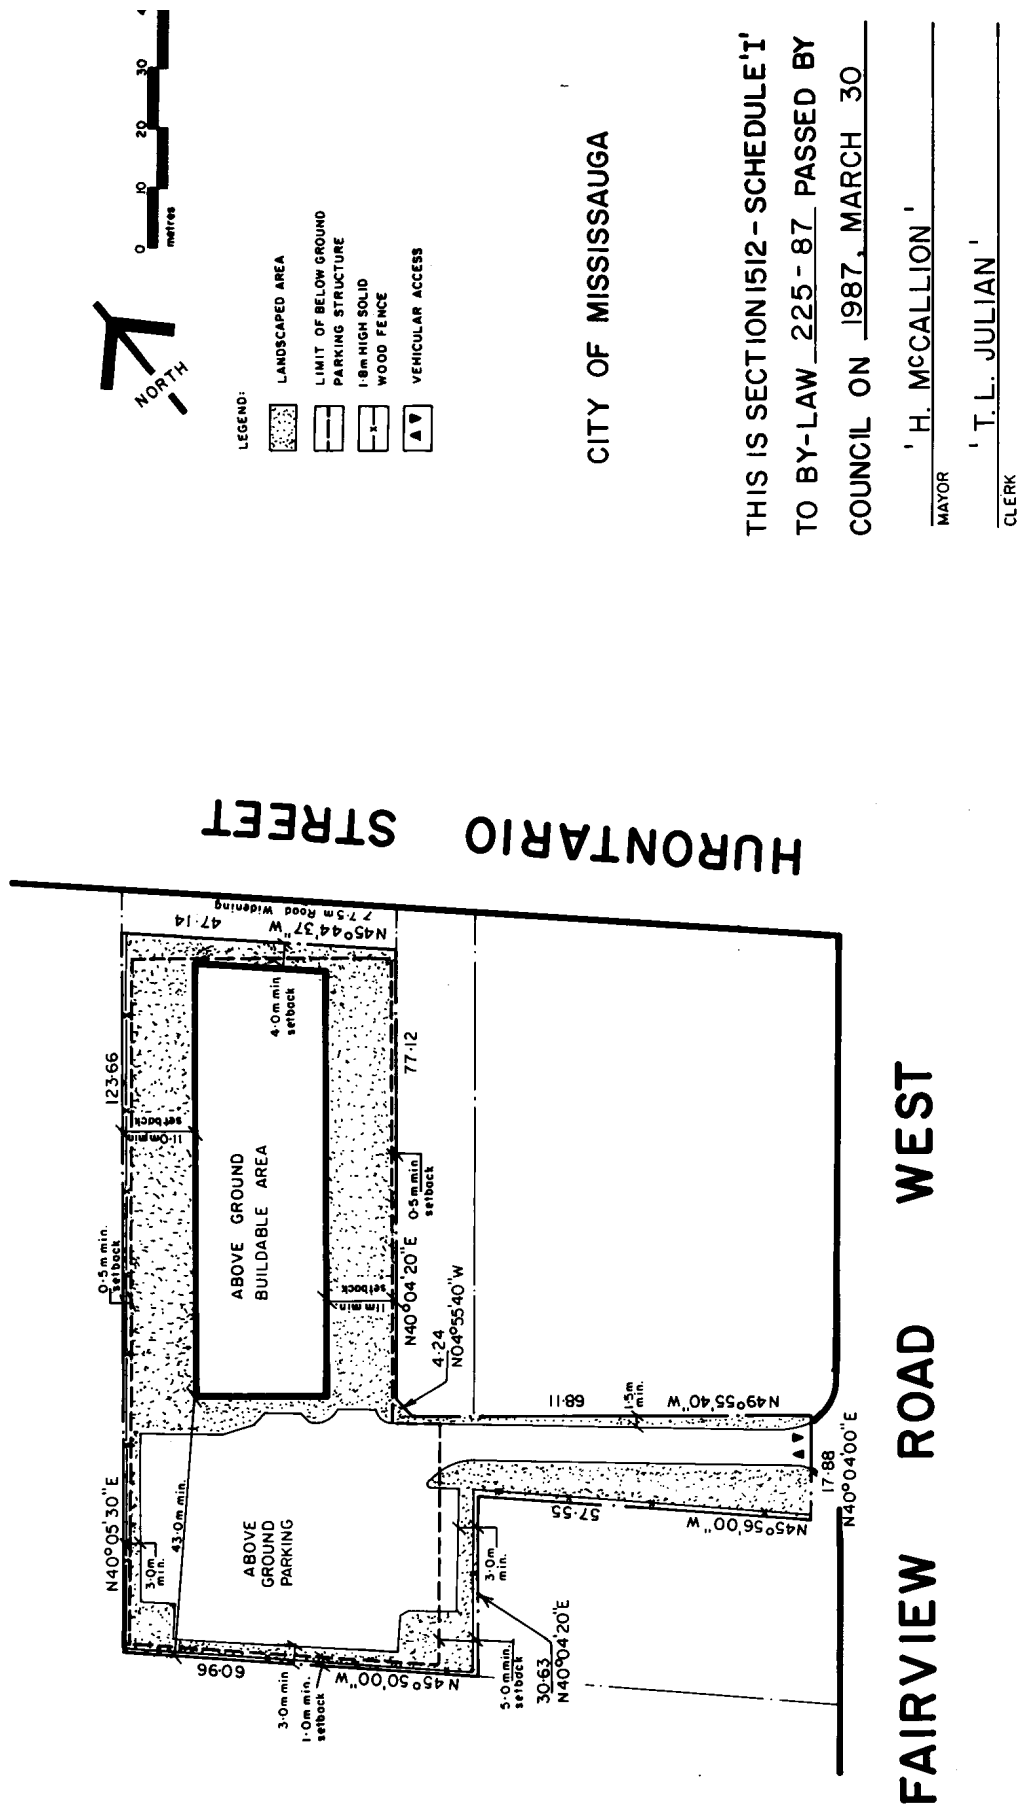 HURONTARIO STREET
FAIRVIEW ROAD WEST
N45°44'37"W
7.5m Road Widening
47·14
123·66
11·0m min.
setback
0·5m min.
setback
4·0m min.
setback
ABOVE GROUND
BUILDABLE AREA
77·12
0·5m min.
setback
11m min.
setback
N40°04'20"E
4·24
N04°55'40"W
N40°05'30"E
43·0m min.
3·0m
min.
ABOVE
GROUND
PARKING
68·11
1·5m
min.
N49°55'40"W
17·88
N40°04'00"E
57·55
N45°56'00"W
3·0m
min.
60·96
N45°50'00"W
3·0m min
1·0m min.
setback
5·0m min.
setback
30·63
N40°04'20"E
0 10 20 30
metres
NORTH
LEGEND:
LANDSCAPED AREA
LIMIT OF BELOW GROUND
PARKING STRUCTURE
1·8m HIGH SOLID
WOOD FENCE
VEHICULAR ACCESS
CITY OF MISSISSAUGA
THIS IS SECTION 1512 - SCHEDULE 'I'
TO BY-LAW 225-87 PASSED BY
COUNCIL ON 1987, MARCH 30
'H. McCALLION'
MAYOR
'T. L. JULIAN'
CLERK